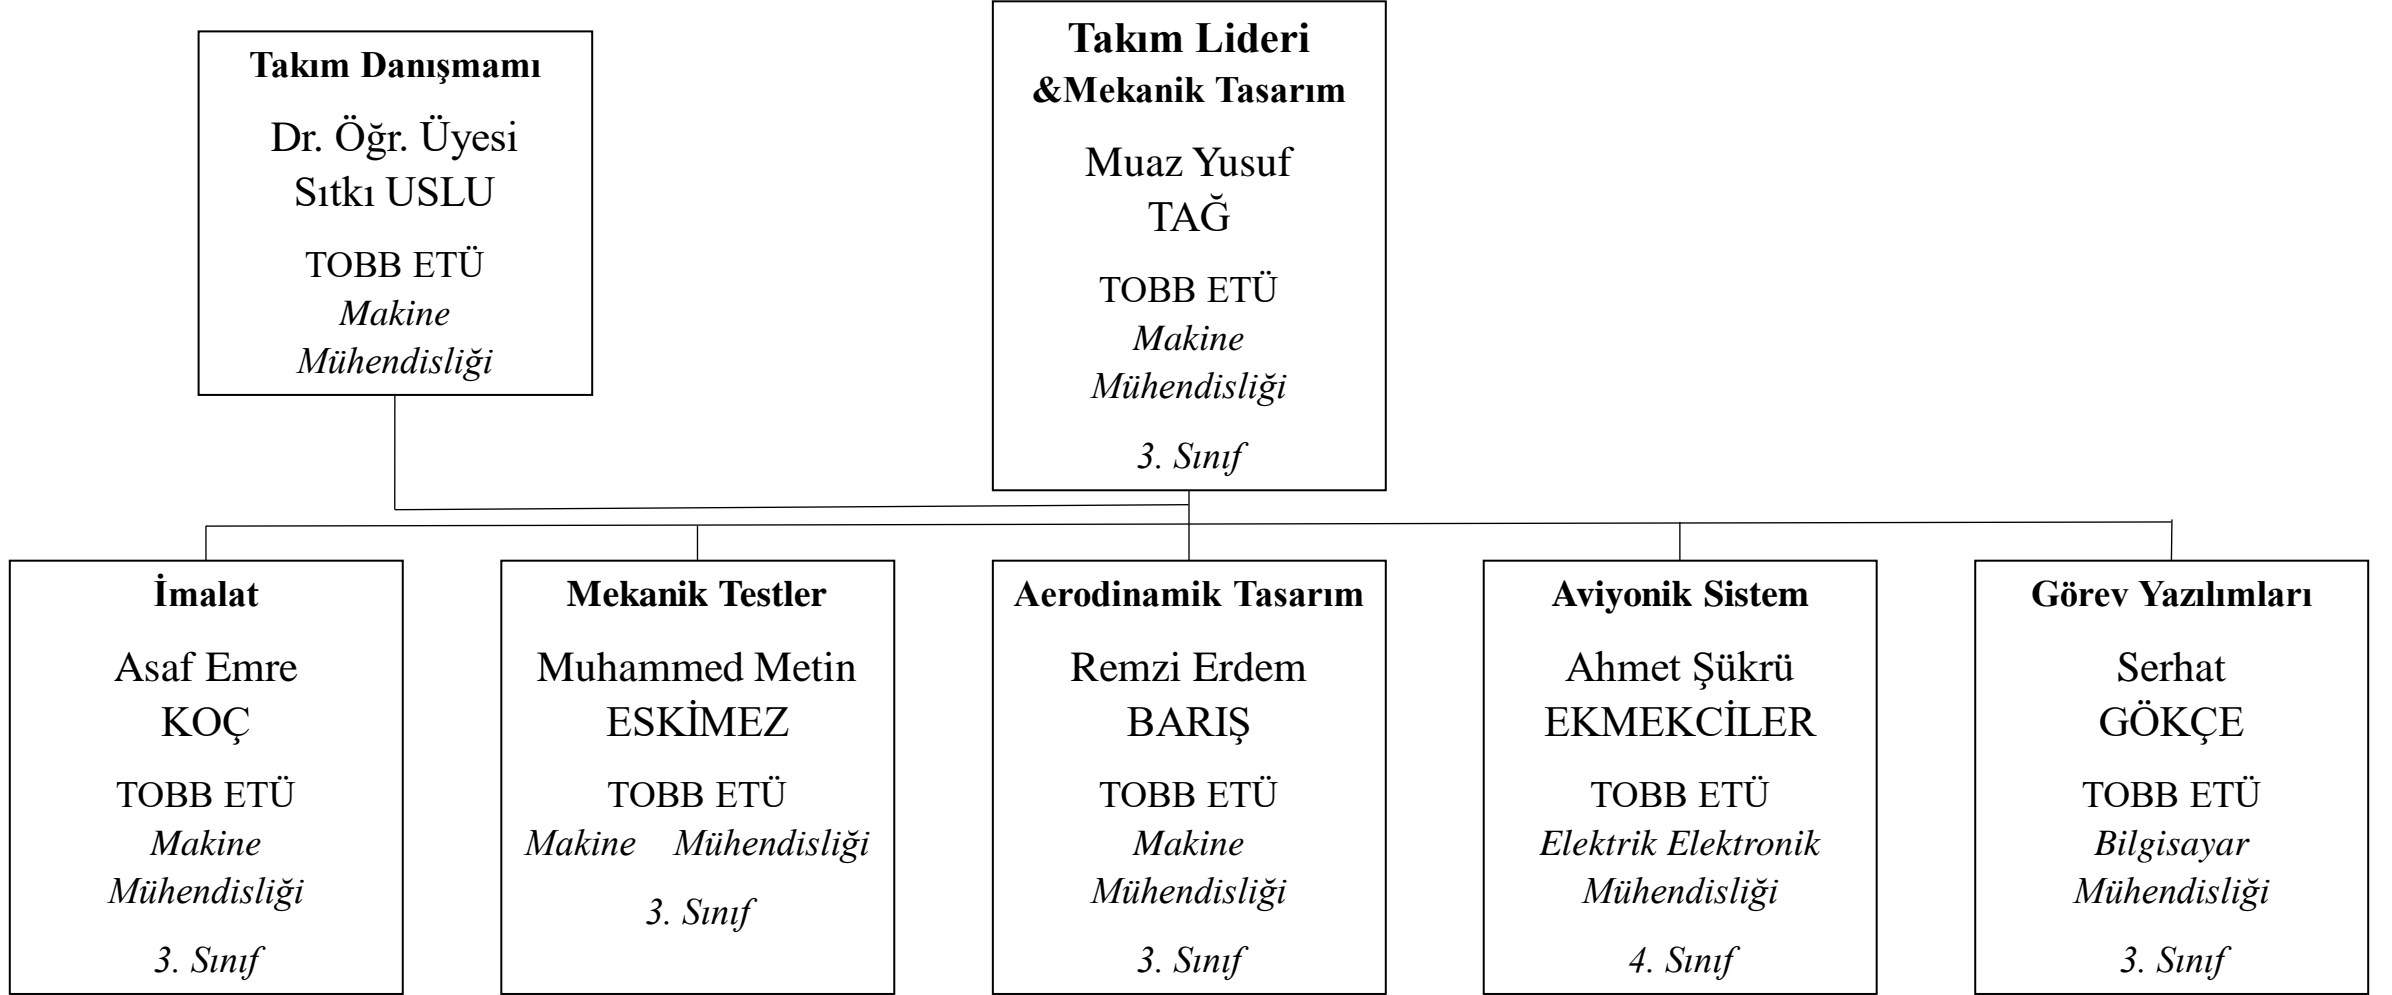 Takım Danışmamı
Dr. Öğr. Üyesi
Sıtkı USLU
TOBB ETÜ
Makine
Mühendisliği
Takım Lideri
&Mekanik Tasarım
Muaz Yusuf
TAĞ
TOBB ETÜ
Makine
Mühendisliği
3. Sınıf
İmalat
Asaf Emre
KOÇ
TOBB ETÜ
Makine
Mühendisliği
3. Sınıf
Mekanik Testler
Muhammed Metin
ESKİMEZ
TOBB ETÜ
Makine Mühendisliği
3. Sınıf
Aerodinamik Tasarım
Remzi Erdem
BARIŞ
TOBB ETÜ
Makine
Mühendisliği
3. Sınıf
Aviyonik Sistem
Ahmet Şükrü
EKMEKCİLER
TOBB ETÜ
Elektrik Elektronik
Mühendisliği
4. Sınıf
Görev Yazılımları
Serhat
GÖKÇE
TOBB ETÜ
Bilgisayar
Mühendisliği
3. Sınıf